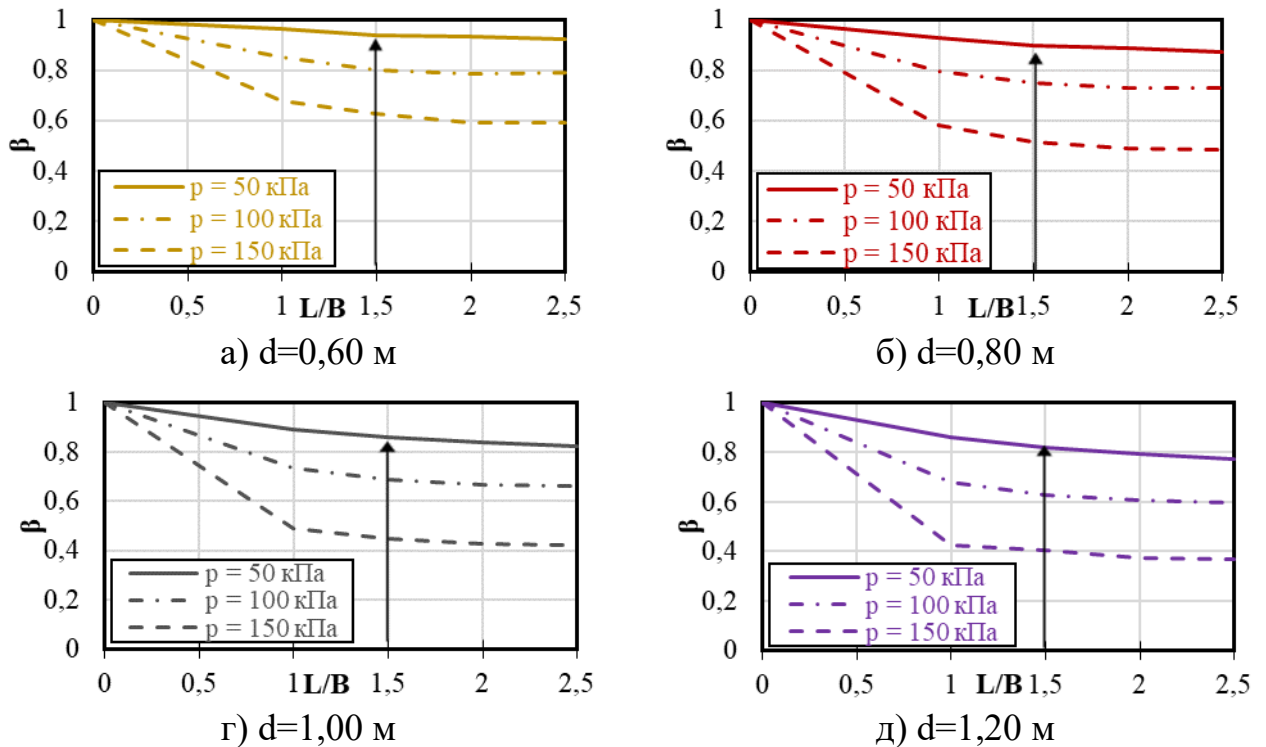 1
0,8
0,6
0,4
0,2
0
β
p = 50 кПа
p = 100 кПа
p = 150 кПа
0 0,5 1 L/B 1,5 2 2,5
а) d=0,60 м
1
0,8
0,6
0,4
0,2
0
β
p = 50 кПа
p = 100 кПа
p = 150 кПа
0 0,5 1 L/B 1,5 2 2,5
б) d=0,80 м
1
0,8
0,6
0,4
0,2
0
β
p = 50 кПа
p = 100 кПа
p = 150 кПа
0 0,5 1 L/B 1,5 2 2,5
г) d=1,00 м
1
0,8
0,6
0,4
0,2
0
β
p = 50 кПа
p = 100 кПа
p = 150 кПа
0 0,5 1 L/B 1,5 2 2,5
д) d=1,20 м